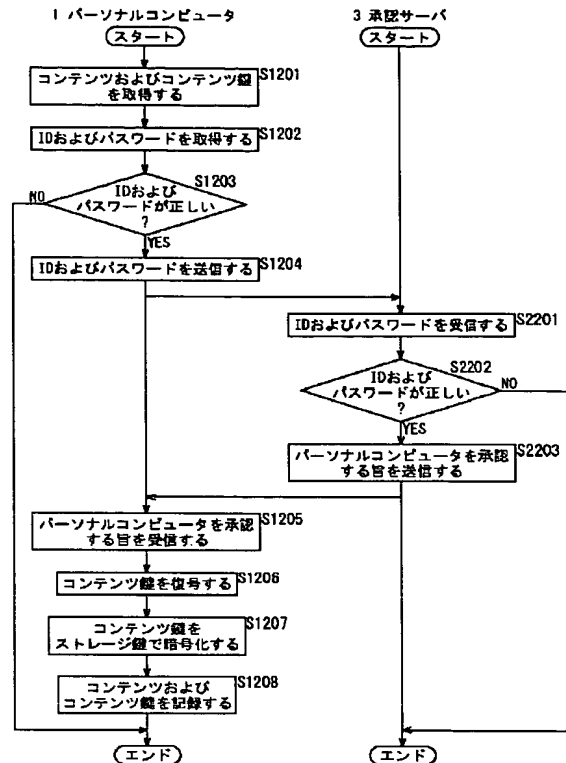 1 パーソナルコンピュータ
3 承認サーバ
スタート
スタート
コンテンツおよびコンテンツ鍵
を取得する
S1201
IDおよびパスワードを取得する
S1202
S1203
NO
IDおよび
パスワードが正しい
?
YES
IDおよびパスワードを送信する
S1204
IDおよびパスワードを受信する
S2201
S2202
IDおよび
パスワードが正しい
?
NO
YES
パーソナルコンピュータを承認
する旨を送信する
S2203
パーソナルコンピュータを承認
する旨を受信する
S1205
コンテンツ鍵を復号する
S1206
コンテンツ鍵を
ストレージ鍵で暗号化する
S1207
コンテンツおよび
コンテンツ鍵を記録する
S1208
エンド
エンド